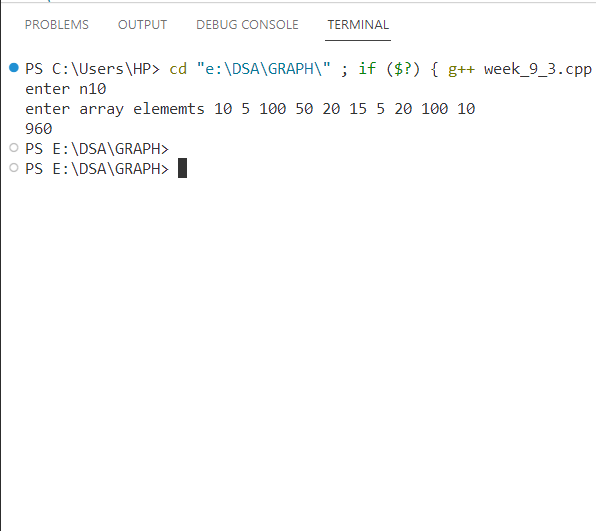 PROBLEMS OUTPUT DEBUG CONSOLE TERMINAL
PS C:\Users\HP> cd "e:\DSA\GRAPH\" ; if ($?) { g++ week_9_3.cpp
enter n10
enter array elememts 10 5 100 50 20 15 5 20 100 10
960
PS E:\DSA\GRAPH>
PS E:\DSA\GRAPH>